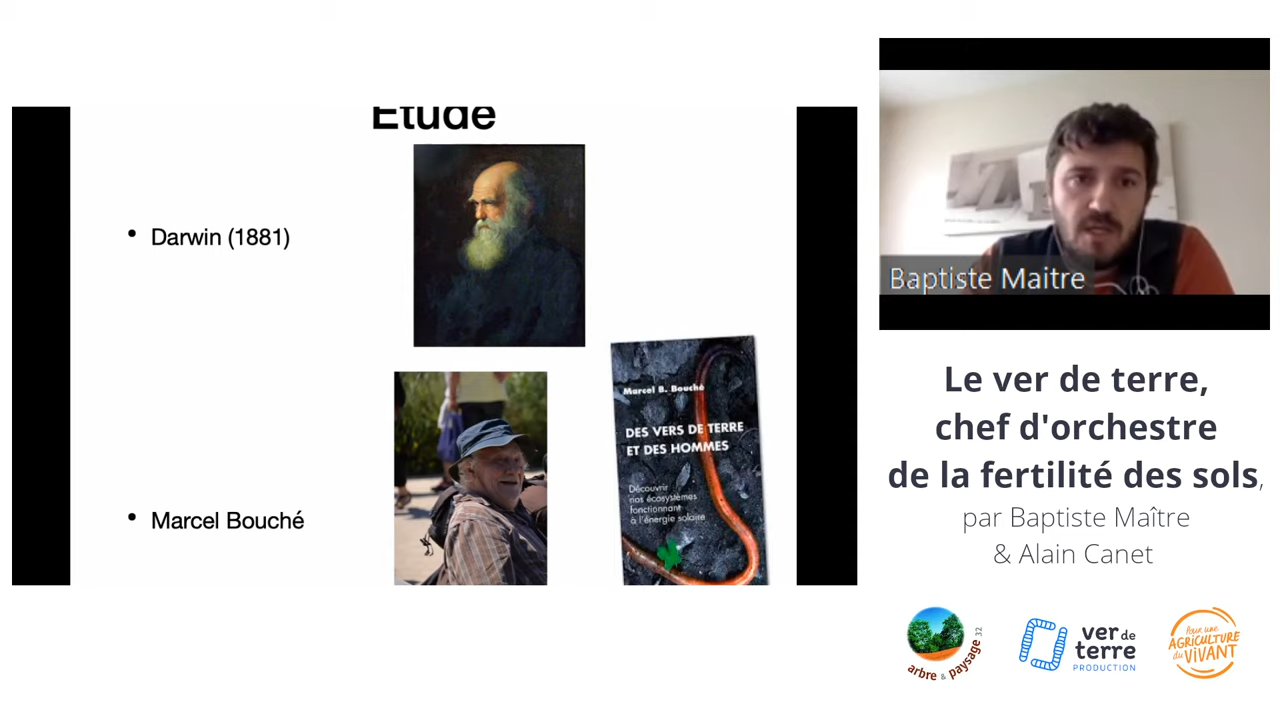 Etude
• Darwin (1881)
• Marcel Bouché
Marcel B. Bouché
DES VERS DE TERRE
ET DES HOMMES
Découvrir
nos écosystèmes
fonctionnant
à l'énergie solaire
Baptiste Maitre
Le ver de terre,
chef d'orchestre
de la fertilité des sols,
par Baptiste Maître
& Alain Canet
arbre & paysage 32
ver de
terre
PRODUCTION
Pour une
AGRICULTURE
du ViVANT